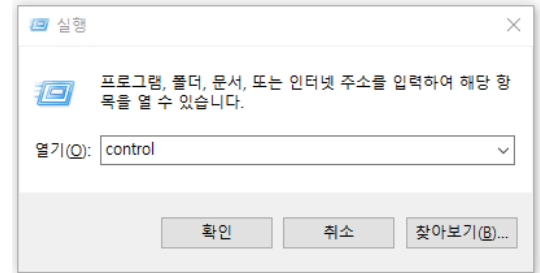 실행
프로그램, 폴더, 문서, 또는 인터넷 주소를 입력하여 해당 항
목을 열 수 있습니다.
열기(O): control
확인 취소 찾아보기(B)...